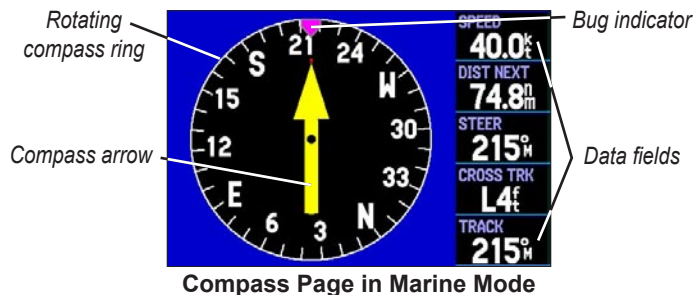 Rotating
compass ring
Compass arrow
Bug indicator
Data fields
21
24
W
30
33
N
3
6
E
12
15
S
SPEED
40.0kt
DIST NEXT
74.8nm
STEER
215°M
CROSS TRK
L4ft
TRACK
215°M
Compass Page in Marine Mode